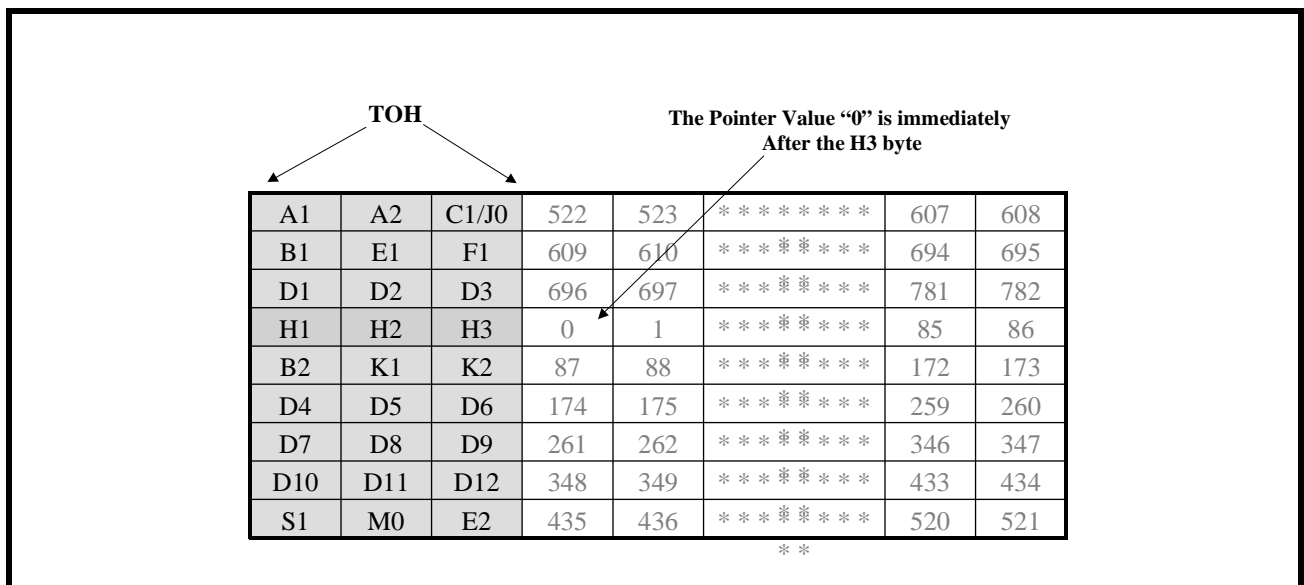 TOH
The Pointer Value “0” is immediately
After the H3 byte
A1 A2 C1/J0 522 523 * * * * * * * * 607 608
B1 E1 F1 609 610 * * * * * * * * 694 695
D1 D2 D3 696 697 * * * * * * * * 781 782
H1 H2 H3 0 1 * * * * * * * * 85 86
B2 K1 K2 87 88 * * * * * * * * 172 173
D4 D5 D6 174 175 * * * * * * * * 259 260
D7 D8 D9 261 262 * * * * * * * * 346 347
D10 D11 D12 348 349 * * * * * * * * 433 434
S1 M0 E2 435 436 * * * * * * * * 520 521
* *